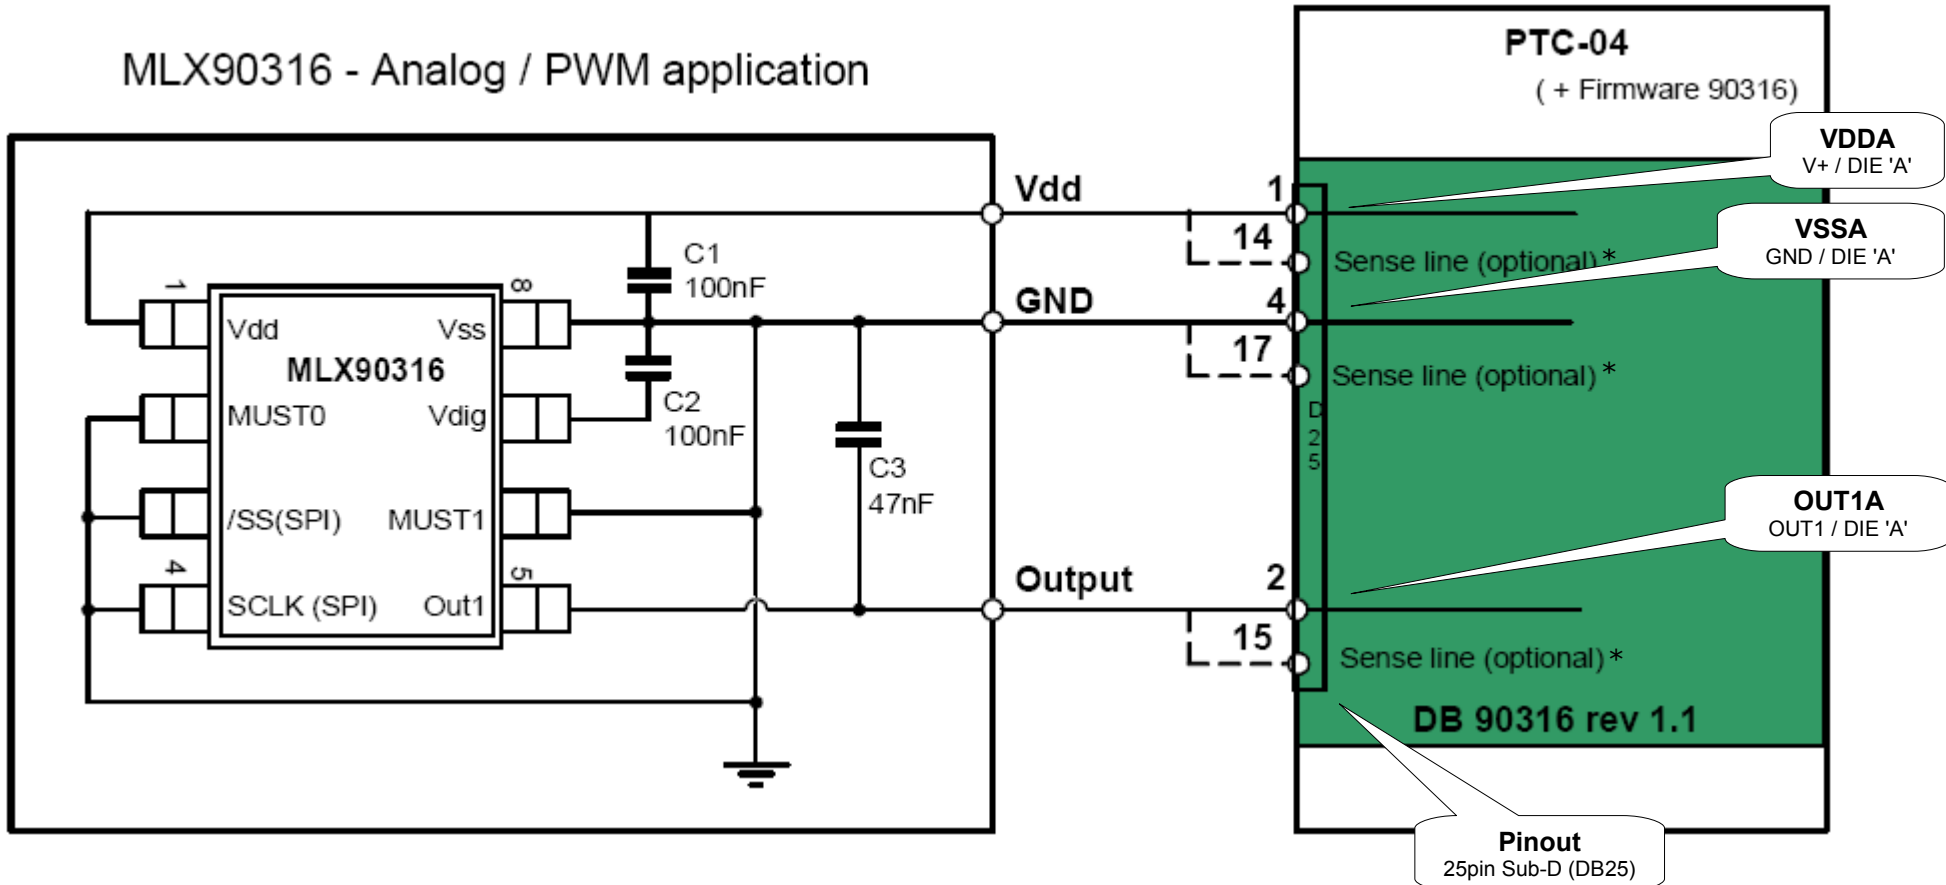 MLX90316 - Analog / PWM application
PTC-04
( + Firmware 90316)
VDDA
V+ / DIE 'A'
Vdd
1
14
Sense line (optional) *
VSSA
GND / DIE 'A'
GND
4
17
Sense line (optional) *
D
2
5
OUT1A
OUT1 / DIE 'A'
Output
2
15
Sense line (optional) *
DB 90316 rev 1.1
Pinout
25pin Sub-D (DB25)
C1
100nF
C2
100nF
C3
47nF
1
8
Vdd
Vss
MLX90316
MUST0
Vdig
/SS(SPI)
MUST1
4
5
SCLK (SPI)
Out1